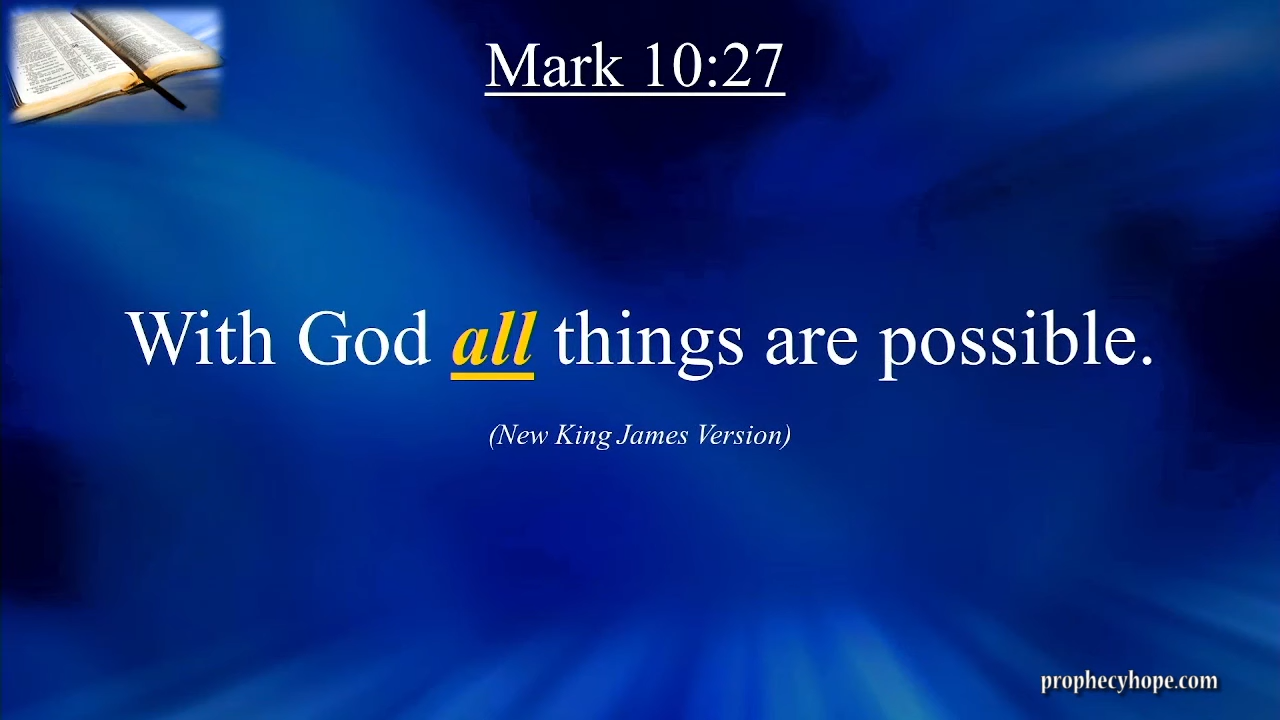 Mark 10:27
With God all things are possible.
(New King James Version)
prophecyhope.com